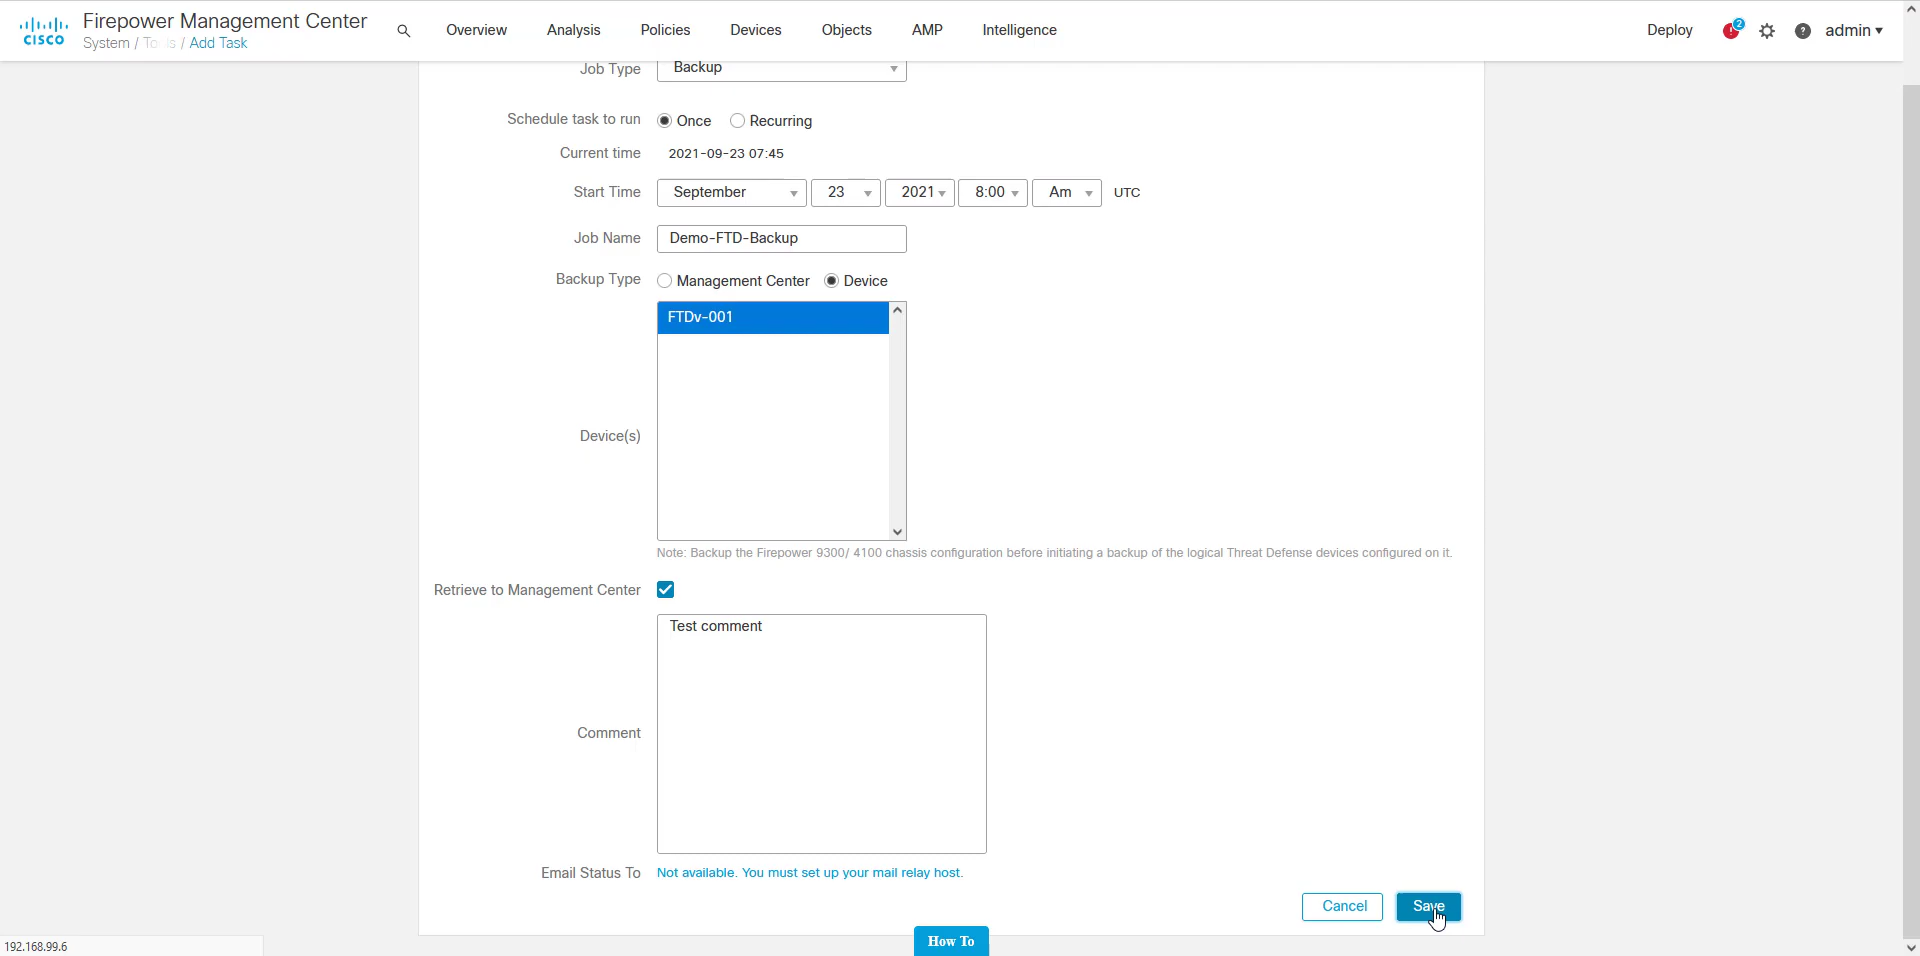 Firepower Management Center
CISCO
System / Tools / Add Task
Overview
Analysis
Policies
Devices
Objects
AMP
Intelligence
Deploy
2
admin
Job Type
Backup
Schedule task to run
Once
Recurring
Current time
2021-09-23 07:45
Start Time
September
23
2021
8:00
Am
UTC
Job Name
Demo-FTD-Backup
Backup Type
Management Center
Device
FTDv-001
Device(s)
Note: Backup the Firepower 9300/ 4100 chassis configuration before initiating a backup of the logical Threat Defense devices configured on it.
Retrieve to Management Center
Test comment
Comment
Email Status To
Not available. You must set up your mail relay host.
Cancel
Save
How To
192.168.99.6